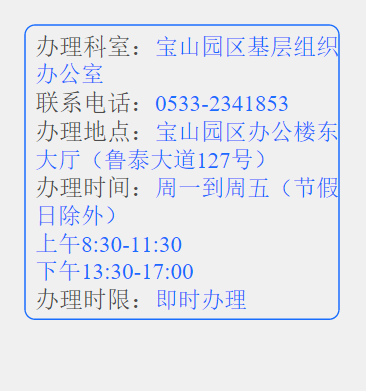 办理科室：宝山园区基层组织
办公室
联系电话：0533-2341853
办理地点：宝山园区办公楼东
大厅（鲁泰大道127号）
办理时间：周一到周五（节假
日除外）
上午8:30-11:30
下午13:30-17:00
办理时限：即时办理